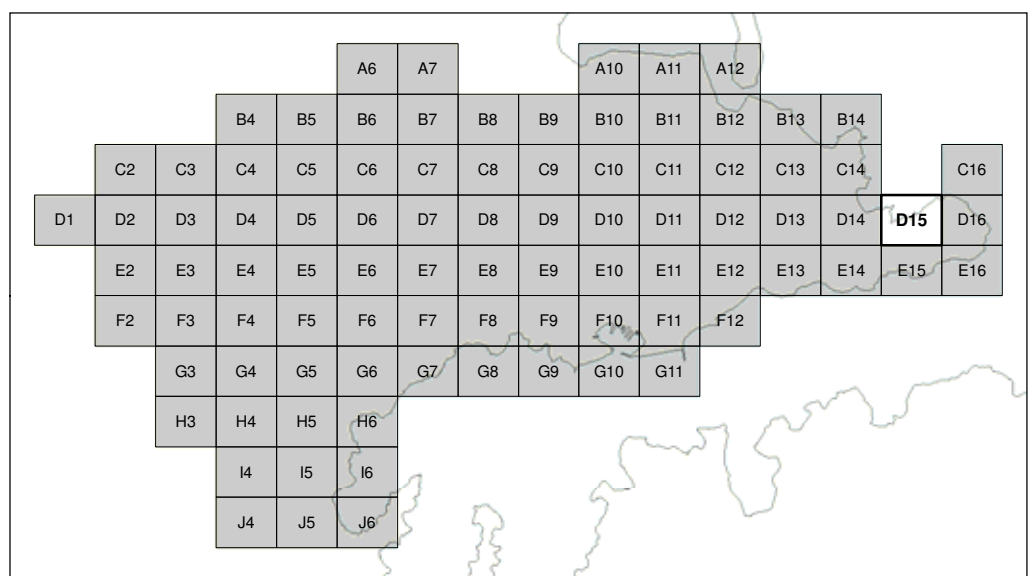 A6 A7 A10 A11 A12
B4 B5 B6 B7 B8 B9 B10 B11 B12 B13 B14
C2 C3 C4 C5 C6 C7 C8 C9 C10 C11 C12 C13 C14 C16
D1 D2 D3 D4 D5 D6 D7 D8 D9 D10 D11 D12 D13 D14 D15 D16
E2 E3 E4 E5 E6 E7 E8 E9 E10 E11 E12 E13 E14 E15 E16
F2 F3 F4 F5 F6 F7 F8 F9 F10 F11 F12
G3 G4 G5 G6 G7 G8 G9 G10 G11
H3 H4 H5 H6
I4 I5 I6
J4 J5 J6